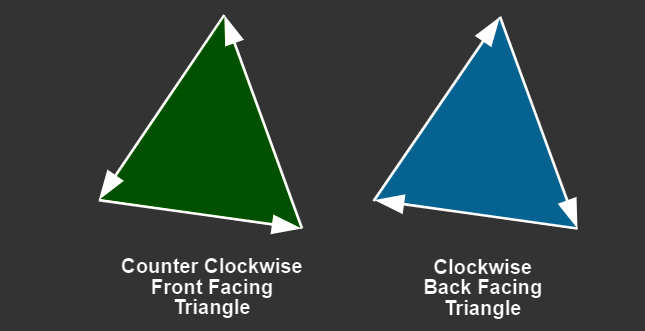 Counter Clockwise
Front Facing
Triangle
Clockwise
Back Facing
Triangle